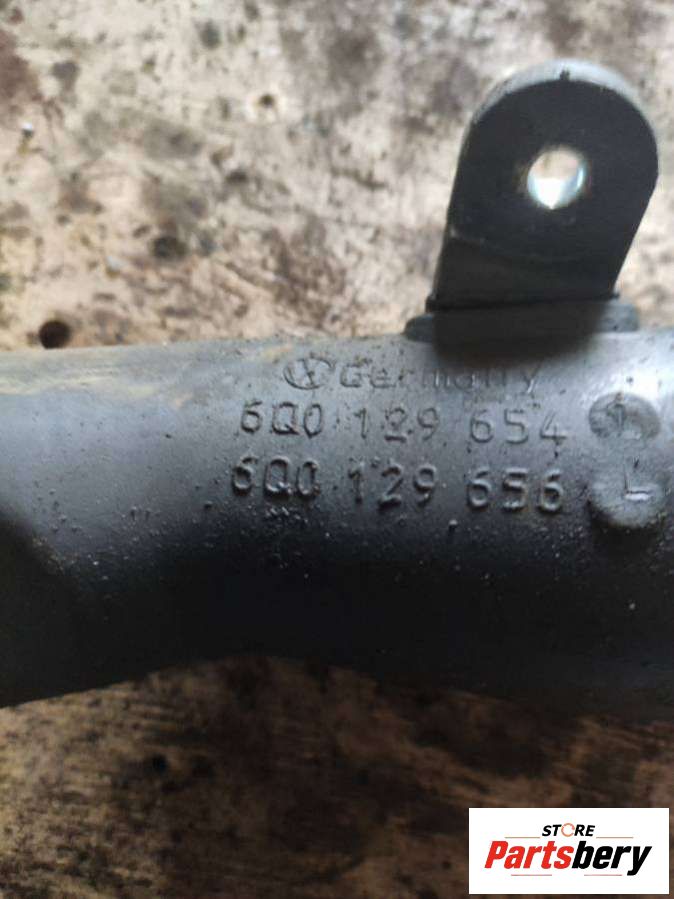 Germany
6Q0 129 654 L
6Q0 129 656 L
STORE
Partsbery